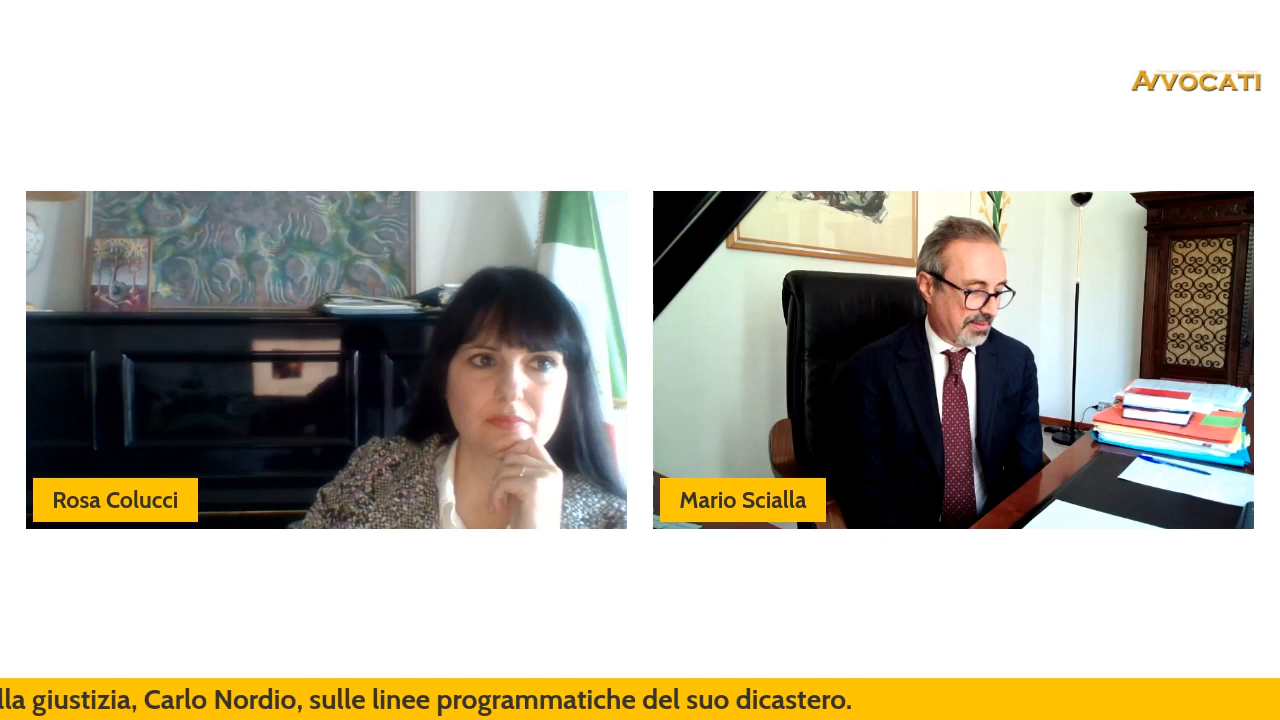 AVVOCATI
Rosa Colucci
Mario Scialla
lla giustizia, Carlo Nordio, sulle linee programmatiche del suo dicastero.